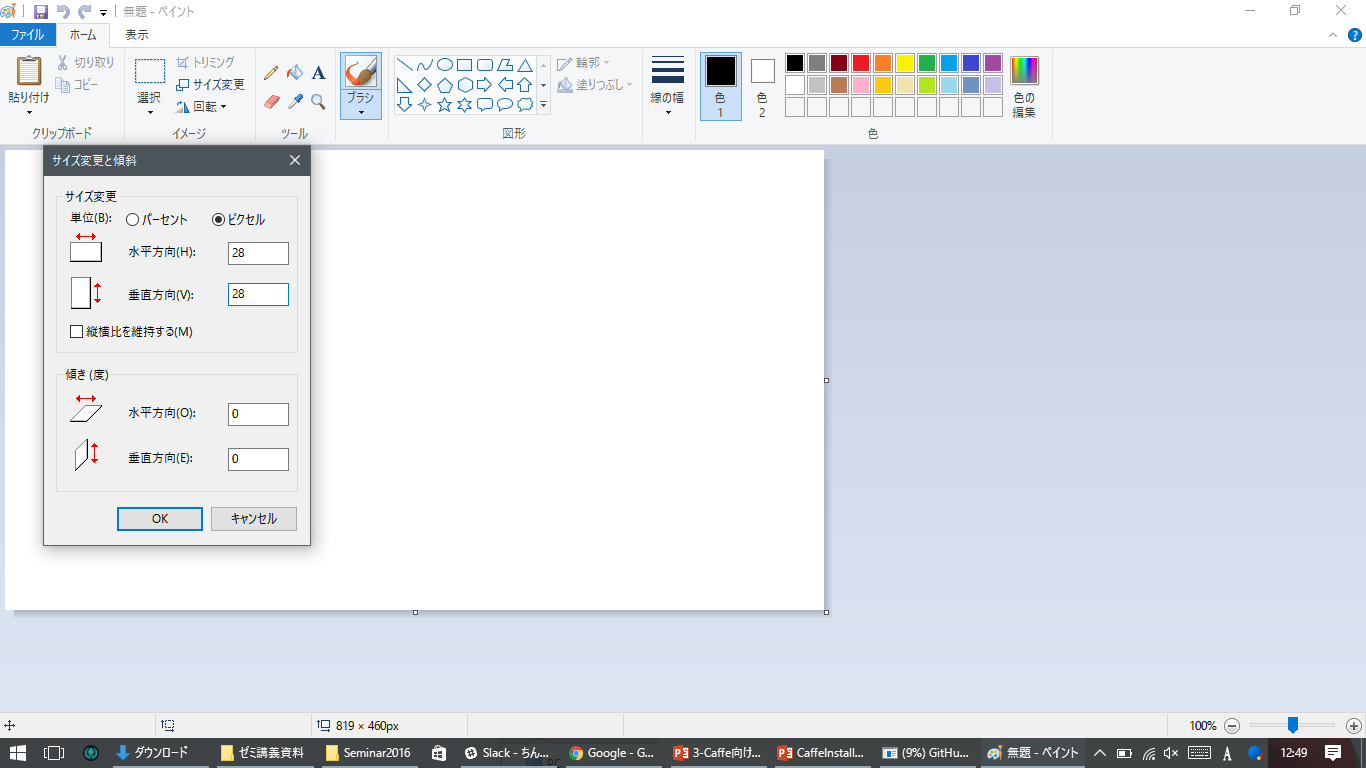 無題 - ペイント
ファイル ホーム 表示
貼り付け
切り取り
コピー
クリップボード
選択
トリミング
サイズ変更
回転
イメージ
A
ツール
ブラシ
図形
輪郭
塗りつぶし
線の幅
色
1
色
2
色の
編集
色
サイズ変更と傾斜
サイズ変更
単位(B): パーセント ピクセル
水平方向(H): 28
垂直方向(V): 28
縦横比を維持する(M)
傾き (度)
水平方向(O): 0
垂直方向(E): 0
OK キャンセル
819 × 460px
100%
ダウンロード ゼミ講義資料 Seminar2016 Slack - ちん... Google - G... 3-Caffe向け... CaffeInstall... (9%) GitHu... 無題 - ペイント A 12:49
PC